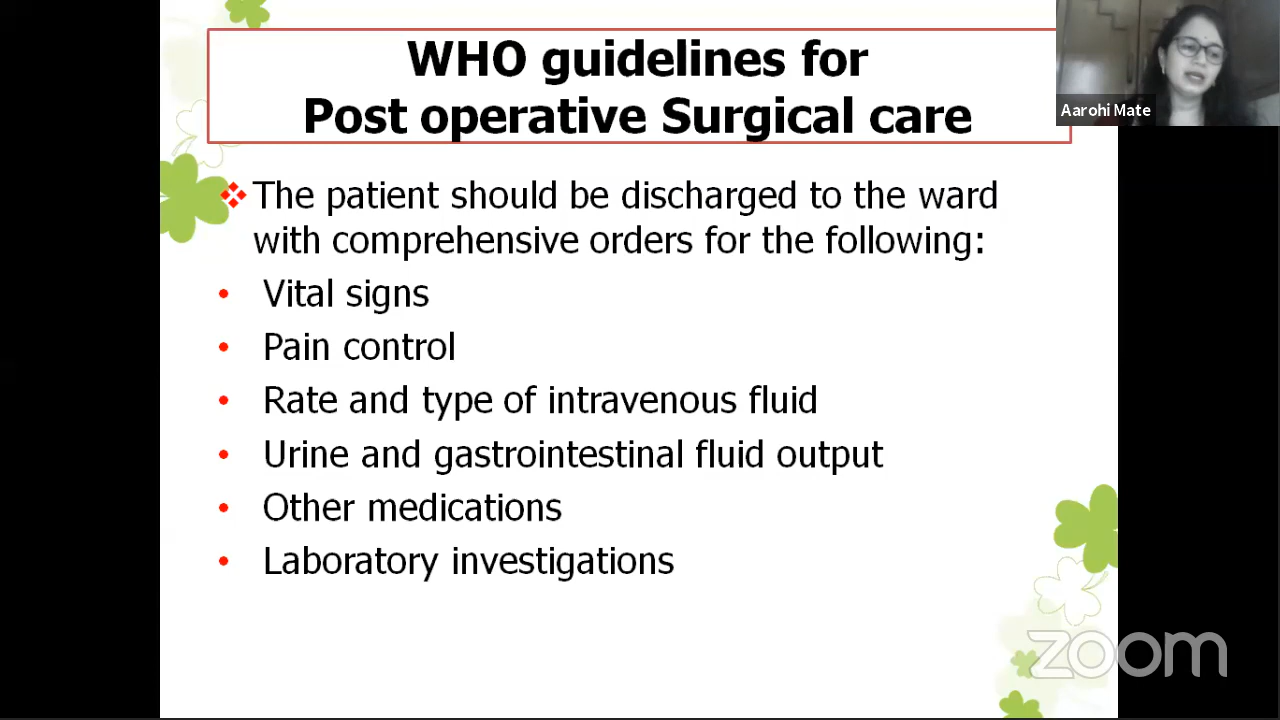 WHO guidelines for
Post operative Surgical care
Aarohi Mate
The patient should be discharged to the ward
with comprehensive orders for the following:
• Vital signs
• Pain control
• Rate and type of intravenous fluid
• Urine and gastrointestinal fluid output
• Other medications
• Laboratory investigations
zoom